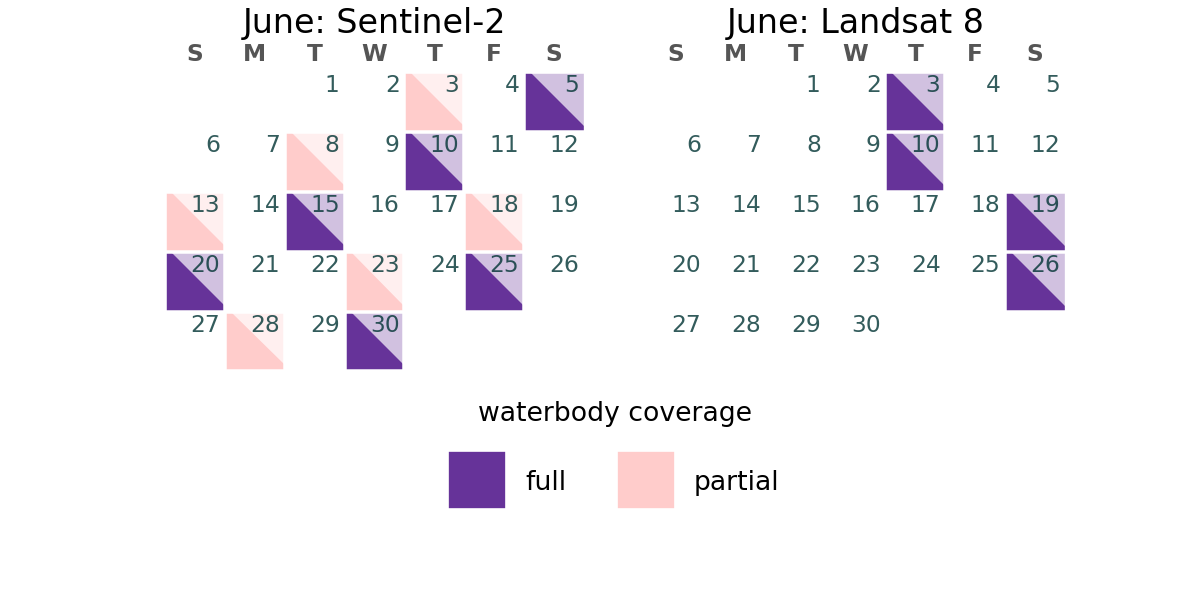 June: Sentinel-2
S M T W T F S
1 2 3 4 5
6 7 8 9 10 11 12
13 14 15 16 17 18 19
20 21 22 23 24 25 26
27 28 29 30
June: Landsat 8
S M T W T F S
1 2 3 4 5
6 7 8 9 10 11 12
13 14 15 16 17 18 19
20 21 22 23 24 25 26
27 28 29 30
waterbody coverage
full partial